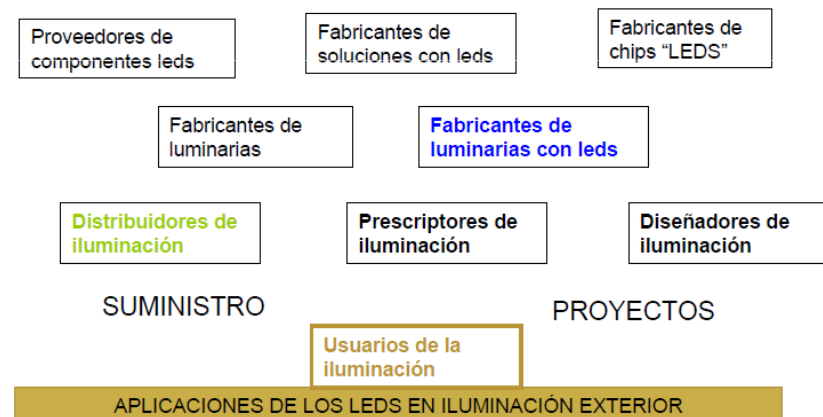 Proveedores de
componentes leds
Fabricantes de
soluciones con leds
Fabricantes de
chips “LEDS”
Fabricantes de
luminarias
Fabricantes de
luminarias con leds
Distribuidores de
iluminación
Prescriptores de
iluminación
Diseñadores de
iluminación
SUMINISTRO
PROYECTOS
Usuarios de la
iluminación
APLICACIONES DE LOS LEDS EN ILUMINACIÓN EXTERIOR